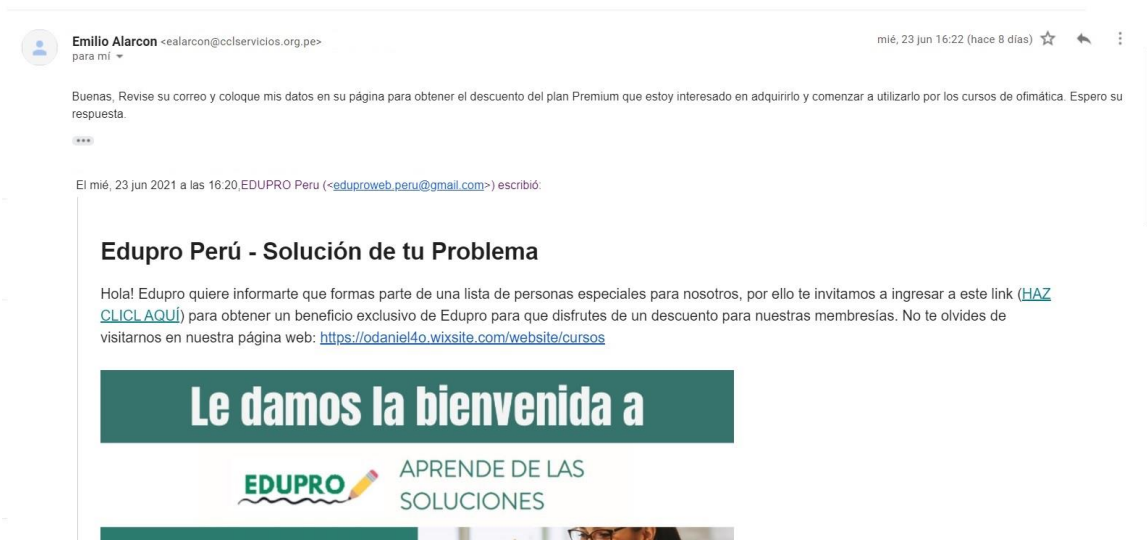 Emilio Alarcon <ealarcon@cclservicios.org.pe>
mié, 23 jun 16:22 (hace 8 días)
para mí
Buenas, Revise su correo y coloque mis datos en su página para obtener el descuento del plan Premium que estoy interesado en adquirirlo y comenzar a utilizarlo por los cursos de ofimática. Espero su
respuesta.
El mié, 23 jun 2021 a las 16:20,EDUPRO Peru (<eduproweb.peru@gmail.com>) escribió:
Edupro Perú - Solución de tu Problema
Hola! Edupro quiere informarte que formas parte de una lista de personas especiales para nosotros, por ello te invitamos a ingresar a este link (HAZ
CLICL AQUÍ) para obtener un beneficio exclusivo de Edupro para que disfrutes de un descuento para nuestras membresías. No te olvides de
visitarnos en nuestra página web: https://odaniel4o.wixsite.com/website/cursos
Le damos la bienvenida a
EDUPRO
APRENDE DE LAS
SOLUCIONES